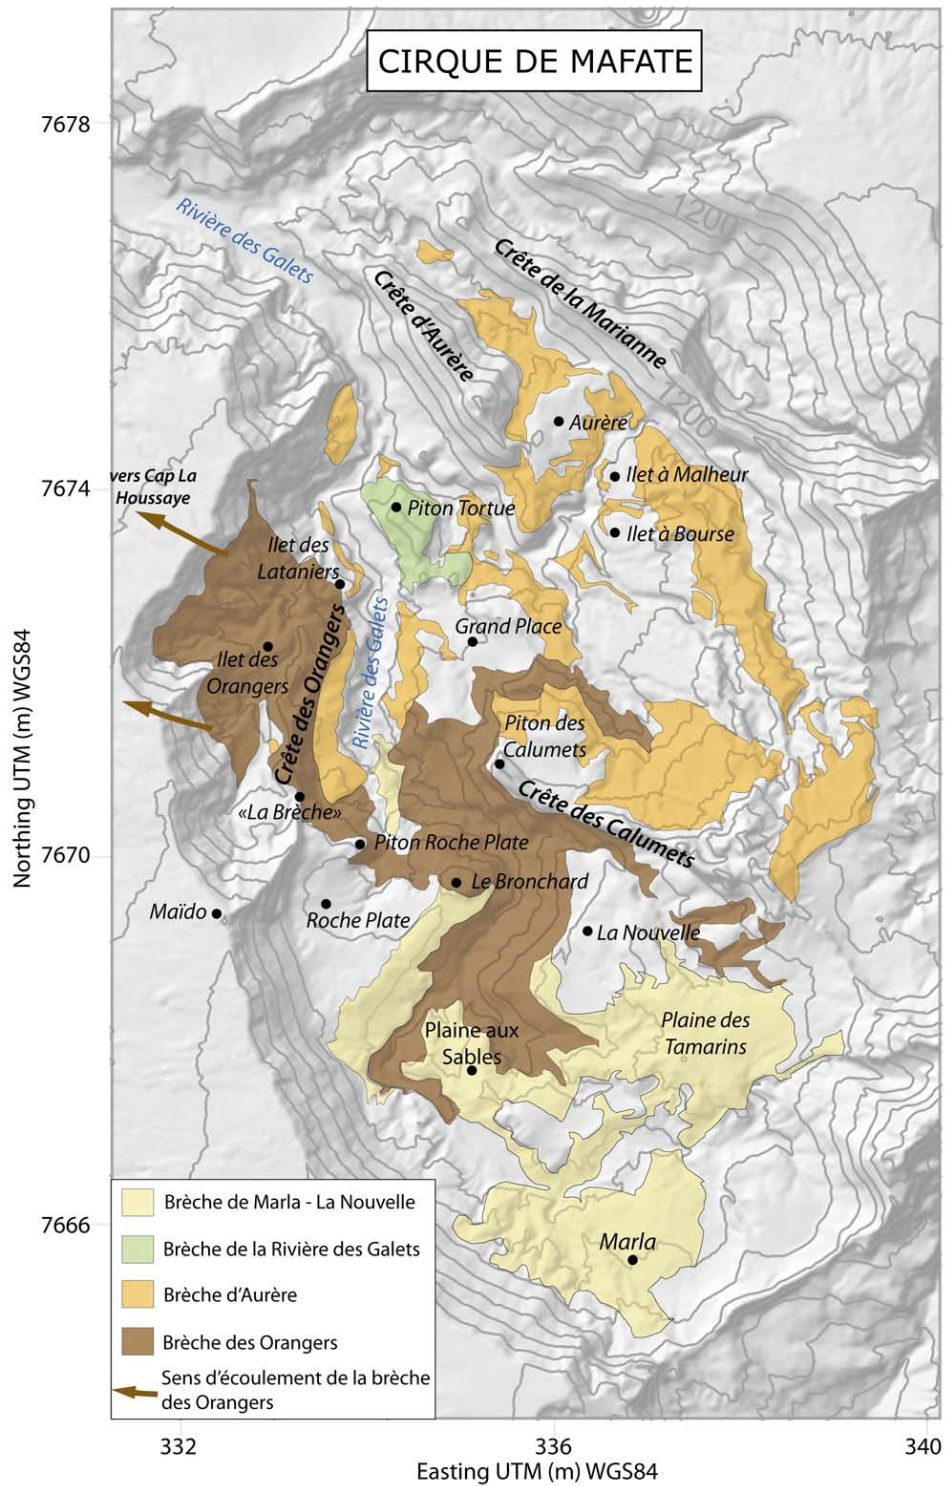 CIRQUE DE MAFATE
7678
Rivière des Galets
1200
Crête de la Marianne
Crête d'Aurère
1200
Aurère
vers Cap La
Houssaye
7674
Ilet à Malheur
Piton Tortue
Ilet à Bourse
Ilet des
Lataniers
Rivière des Galets
Grand Place
Crête des Orangers
Ilet des
Orangers
Piton des
Calumets
Crête des Calumets
«La Brèche»
7670
Piton Roche Plate
Le Bronchard
Maïdo
Roche Plate
La Nouvelle
Plaine des
Tamarins
Plaine aux
Sables
Northing UTM (m) WGS84
7666
Marla
Brèche de Marla - La Nouvelle
Brèche de la Rivière des Galets
Brèche d'Aurère
Brèche des Orangers
Sens d'écoulement de la brèche
des Orangers
332
336
340
Easting UTM (m) WGS84